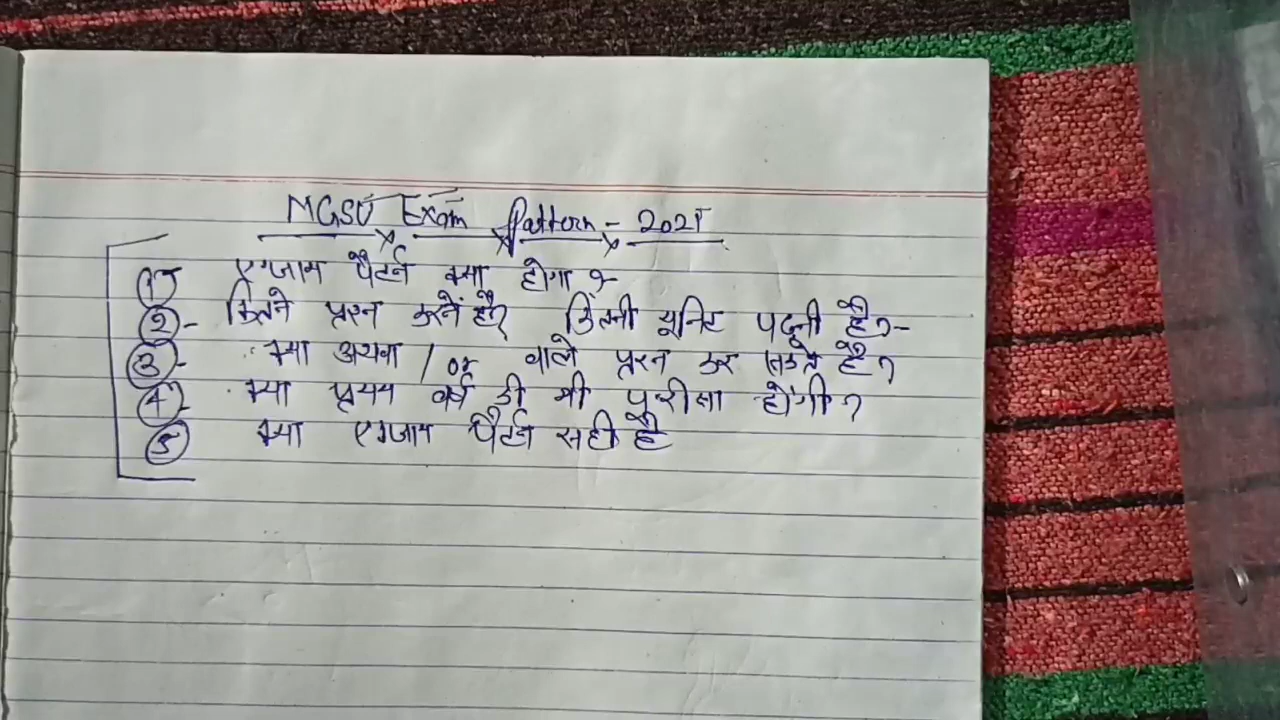 MGSU Exam Pattern - 2021
① एग्जाम पैटर्न क्या होगा ?-
② - कितने प्रश्न करनें है? कितनी यूनिट पढ़नी है?-
③ - क्या अथवा / or वाले प्रश्न कर सकते है?
④ - क्या प्रथम वर्ष की भी परीक्षा होंगी?
⑤ क्या एग्जाम पैटर्न सही है